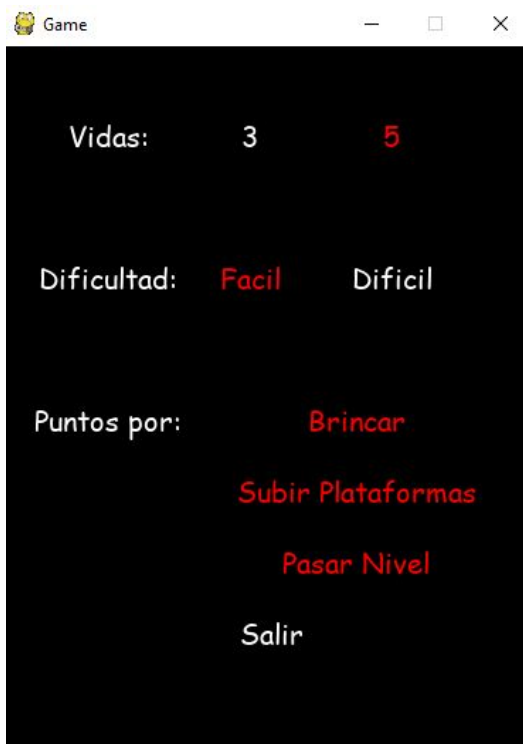 Game
Vidas: 3 5
Dificultad: Facil Dificil
Puntos por: Brincar
Subir Plataformas
Pasar Nivel
Salir